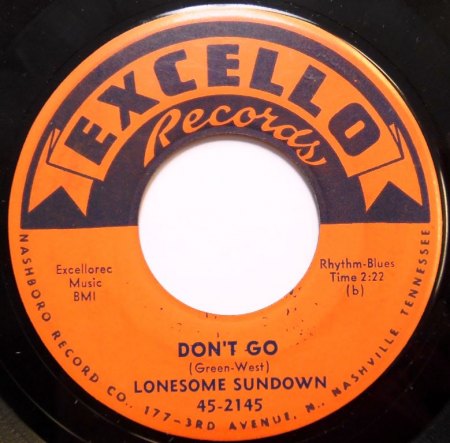 EXCELLO
Records
Excellorec
Music
BMI
Rhythm-Blues
Time 2:22
(b)
DON'T GO
(Green-West)
LONESOME SUNDOWN
45-2145
NASHBORO RECORD CO., 177-3RD AVENUE, N., NASHVILLE TENNESSEE